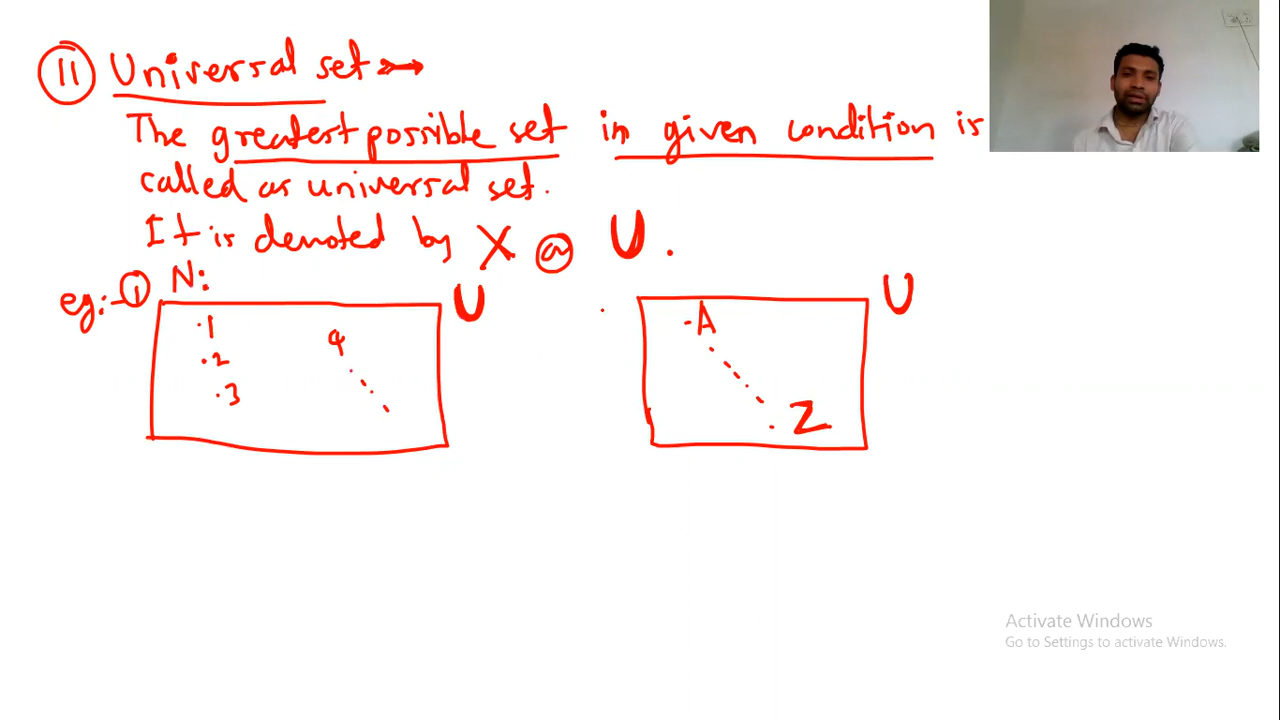 11 Universal set →
The greatest possible set in given condition is
called as universal set.
It is denoted by X or U.
eg:- 1 N:
U
.1
.2
.3
4
U
.A
. Z
Activate Windows
Go to Settings to activate Windows.